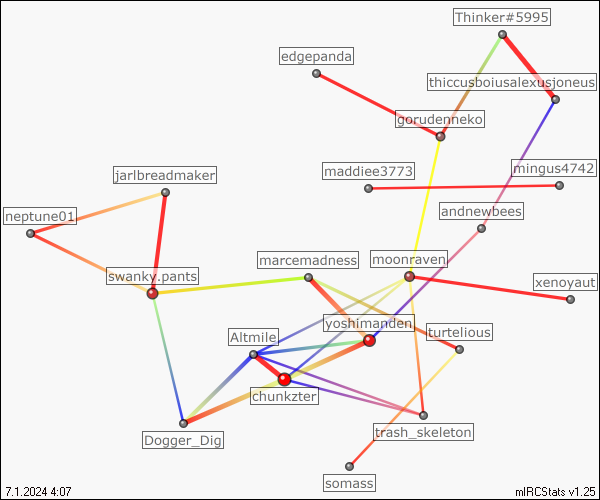 Thinker#5995
edgepanda
thiccusboiusalexusjoneus
gorudenneko
maddiee3773
mingus4742
jarlbreadmaker
neptune01
andnewbees
marcemadness
moonraven
swanky.pants
xenoyaut
yoshimanden
turtelious
Altmile
chunkzter
trash_skeleton
Dogger_Dig
somass
7.1.2024 4:07
mIRCStats v1.25